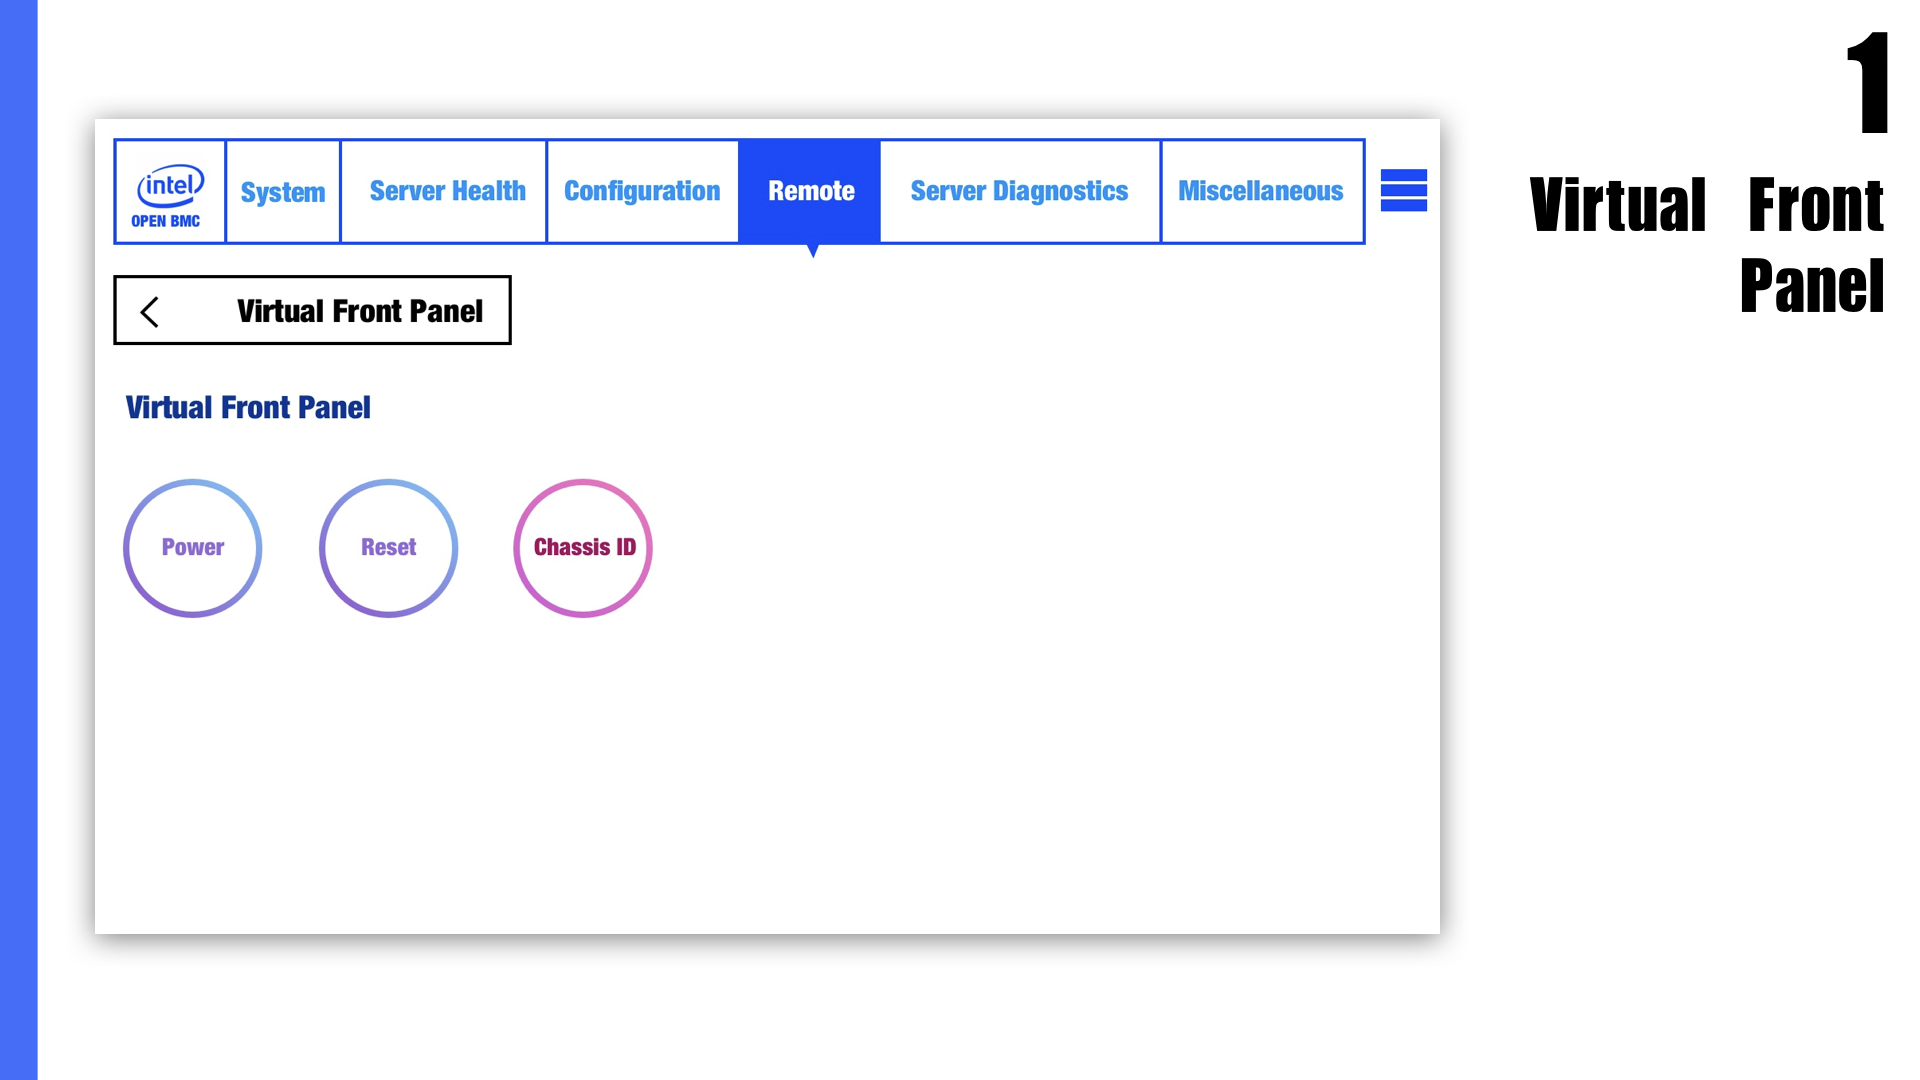 1
Virtual Front
Panel
intel
OPEN BMC
System
Server Health
Configuration
Remote
Server Diagnostics
Miscellaneous
Virtual Front Panel
Virtual Front Panel
Power
Reset
Chassis ID